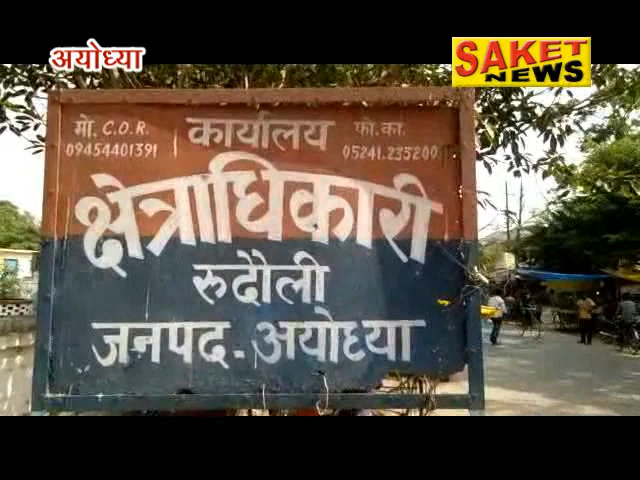 अयोध्या
SAKET
NEWS
मो. C.O.R. कार्यालय फो.का.
09454401391 05241.235200
क्षेत्राधिकारी
रुदौली
जनपद - अयोध्या